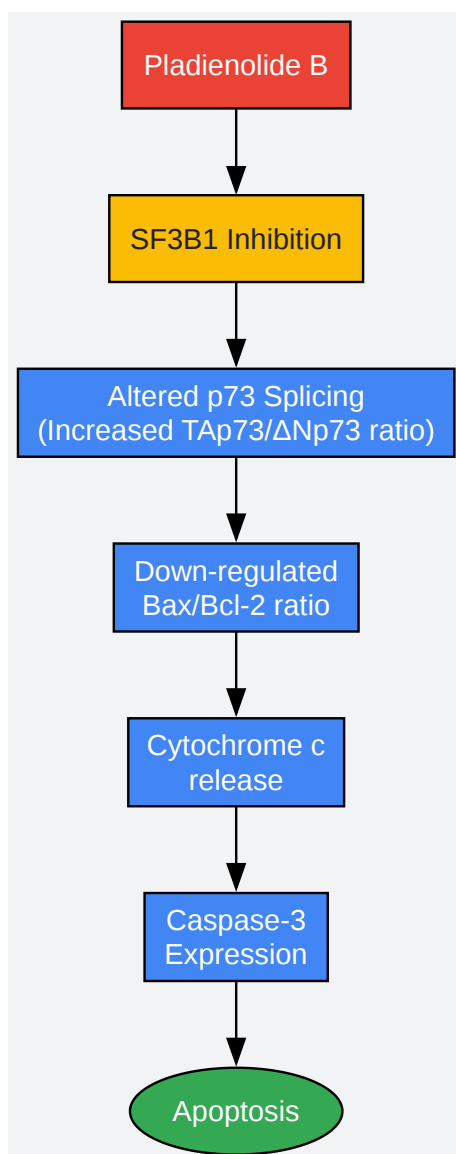 Pladienolide B
SF3B1 Inhibition
Altered p73 Splicing
(Increased TAp73/ΔNp73 ratio)
Down-regulated
Bax/Bcl-2 ratio
Cytochrome c
release
Caspase-3
Expression
Apoptosis